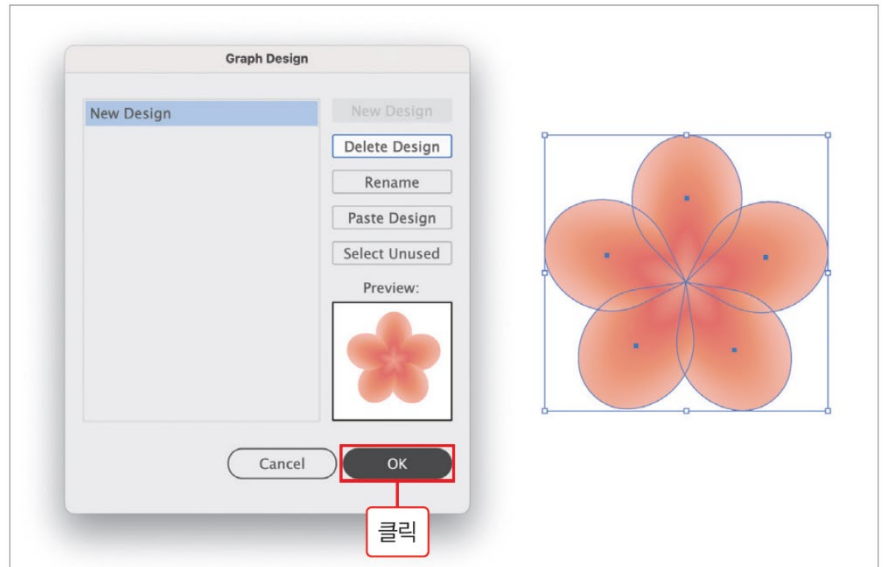 Graph Design
New Design
New Design
Delete Design
Rename
Paste Design
Select Unused
Preview:
Cancel
OK
클릭